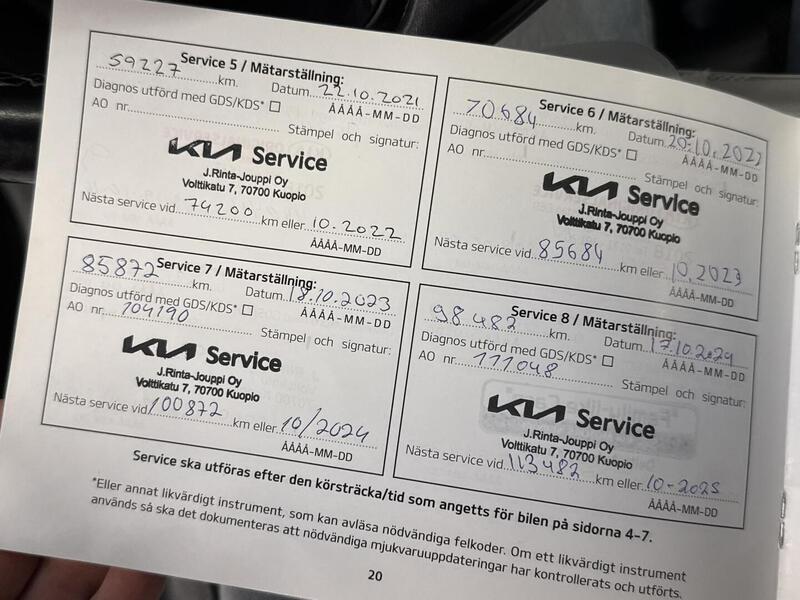 Service 5 / Mätarställning:
59227 km. Datum 22.10.2021
ÅÅÅÅ-MM-DD
Diagnos utförd med GDS/KDS*
AO nr.
Stämpel och signatur:
KIA Service
J.Rinta-Jouppi Oy
Volttikatu 7, 70700 Kuopio
Nästa service vid 74200 km eller 10.2022
ÅÅÅÅ-MM-DD
Service 6 / Mätarställning:
70684 km. Datum 20.10.2022
ÅÅÅÅ-MM-DD
Diagnos utförd med GDS/KDS*
AO nr.
Stämpel och signatur:
KIA Service
J.Rinta-Jouppi Oy
Volttikatu 7, 70700 Kuopio
Nästa service vid 85684 km eller 10.2023
ÅÅÅÅ-MM-DD
Service 7 / Mätarställning:
85872 km. Datum 18.10.2023
ÅÅÅÅ-MM-DD
Diagnos utförd med GDS/KDS*
AO nr. 104190
Stämpel och signatur:
KIA Service
J.Rinta-Jouppi Oy
Volttikatu 7, 70700 Kuopio
Nästa service vid 100872 km eller 10/2024
ÅÅÅÅ-MM-DD
Service 8 / Mätarställning:
98482 km. Datum 17.10.2024
ÅÅÅÅ-MM-DD
Diagnos utförd med GDS/KDS*
AO nr. 111048
Stämpel och signatur:
KIA Service
J.Rinta-Jouppi Oy
Volttikatu 7, 70700 Kuopio
Nästa service vid 113482 km eller 10-2025
ÅÅÅÅ-MM-DD
Service ska utföras efter den körsträcka/tid som angetts för bilen på sidorna 4–7.
*Eller annat likvärdigt instrument, som kan avläsa nödvändiga felkoder. Om ett likvärdigt instrument
används så ska det dokumenteras att nödvändiga mjukvaruuppdateringar har kontrollerats och utförts.
20